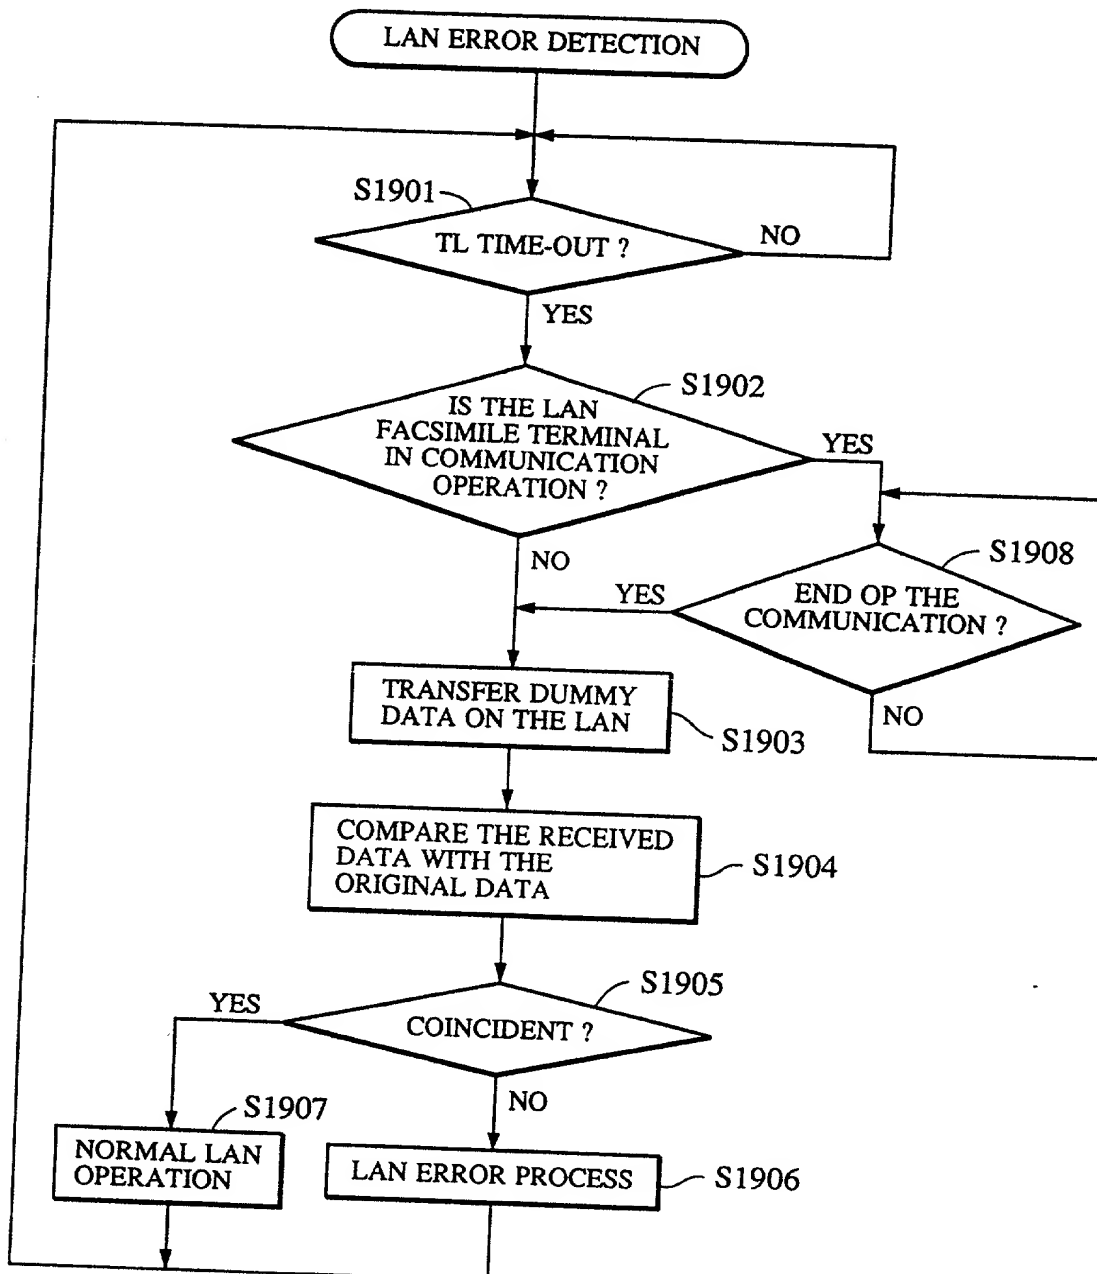 LAN ERROR DETECTION
S1901
TL TIME-OUT ?
NO
YES
S1902
IS THE LAN
FACSIMILE TERMINAL
IN COMMUNICATION
OPERATION ?
YES
NO
S1908
END OP THE
COMMUNICATION ?
YES
NO
TRANSFER DUMMY
DATA ON THE LAN
S1903
COMPARE THE RECEIVED
DATA WITH THE
ORIGINAL DATA
S1904
S1905
COINCIDENT ?
YES
NO
S1907
NORMAL LAN
OPERATION
LAN ERROR PROCESS
S1906